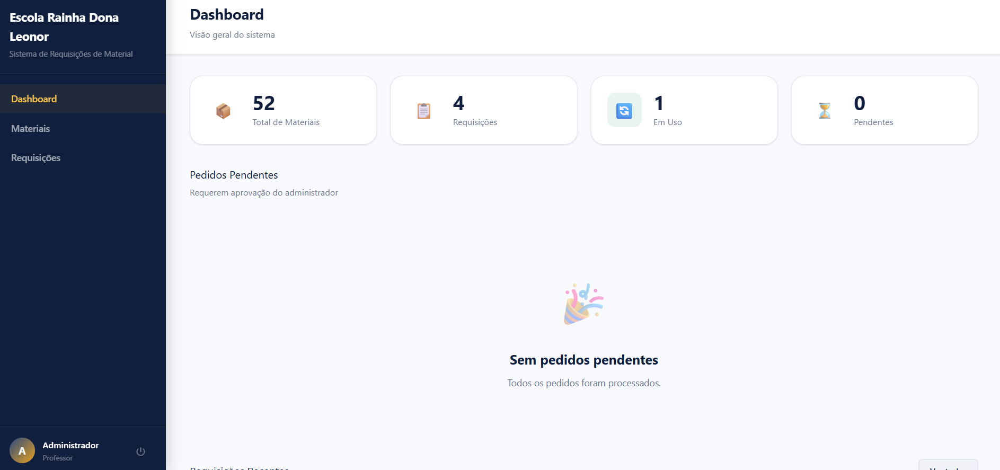 Escola Rainha Dona
Leonor
Sistema de Requisições de Material
Dashboard
Materiais
Requisições
A
Administrador
Professor
Dashboard
Visão geral do sistema
52
Total de Materiais
4
Requisições
1
Em Uso
0
Pendentes
Pedidos Pendentes
Requerem aprovação do administrador
Sem pedidos pendentes
Todos os pedidos foram processados.
Requisições Recentes